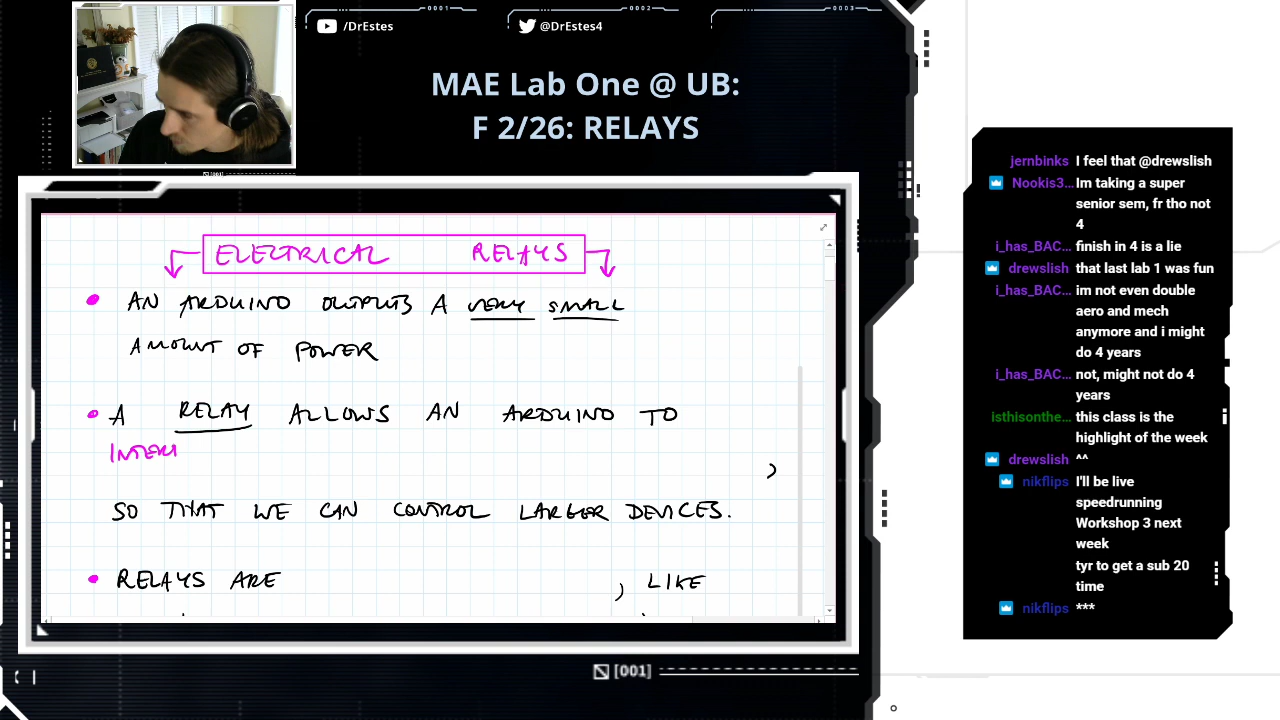 0001
0002
0003
/DrEstes
@DrEstes4
MAE Lab One @ UB:
F 2/26: RELAYS
[001]
ELECTRICAL RELAYS
• AN ARDUINO OUTPUTS A VERY SMALL
AMOUNT OF POWER
• A RELAY ALLOWS AN ARDUINO TO
INTER
,
SO THAT WE CAN CONTROL LARGER DEVICES.
• RELAYS ARE , LIKE
[001]
jernbinks I feel that @drewslish
Nookis3... Im taking a super
senior sem, fr tho not
4
i_has_BAC... finish in 4 is a lie
drewslish that last lab 1 was fun
i_has_BAC... im not even double
aero and mech
anymore and i might
do 4 years
i_has_BAC... not, might not do 4
years
isthisonthe... this class is the
highlight of the week
drewslish ^^
nikflips I'll be live
speedrunning
Workshop 3 next
week
tyr to get a sub 20
time
nikflips ***